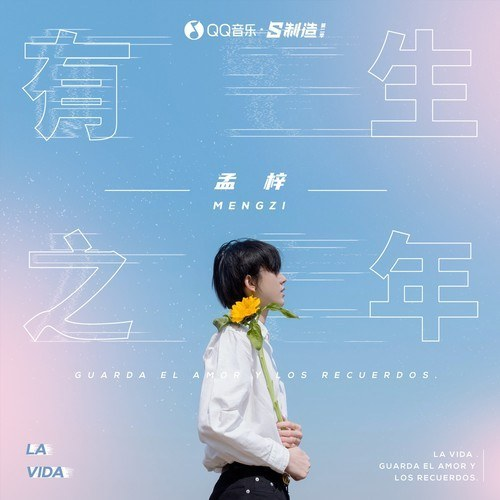 QQ音乐·S制造
有生
孟梓
MENGZI
之年
GUARDA EL AMOR Y LOS RECUERDOS.
LA
VIDA
LA VIDA .
GUARDA EL AMOR Y
LOS RECUERDOS.